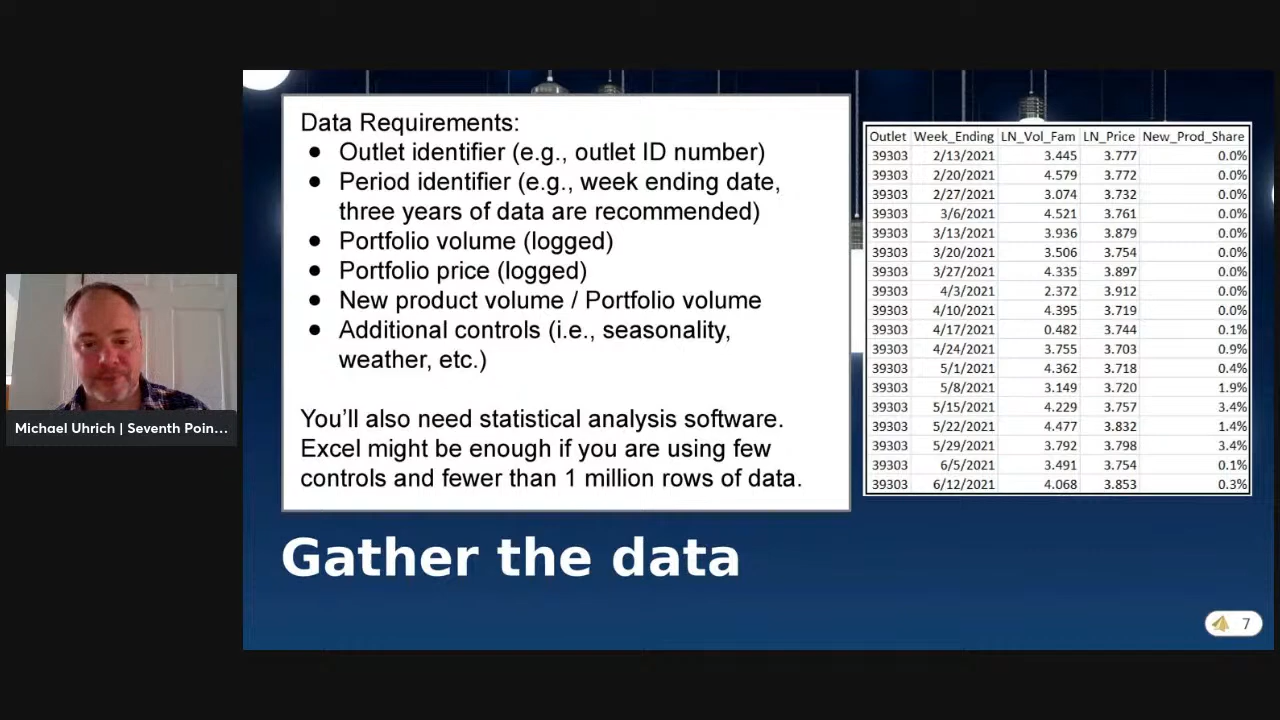 Data Requirements:
● Outlet identifier (e.g., outlet ID number)
● Period identifier (e.g., week ending date,
three years of data are recommended)
● Portfolio volume (logged)
● Portfolio price (logged)
● New product volume / Portfolio volume
● Additional controls (i.e., seasonality,
weather, etc.)
You'll also need statistical analysis software.
Excel might be enough if you are using few
controls and fewer than 1 million rows of data.
Outlet Week_Ending LN_Vol_Fam LN_Price New_Prod_Share
39303 2/13/2021 3.445 3.777 0.0%
39303 2/20/2021 4.579 3.772 0.0%
39303 2/27/2021 3.074 3.732 0.0%
39303 3/6/2021 4.521 3.761 0.0%
39303 3/13/2021 3.936 3.879 0.0%
39303 3/20/2021 3.506 3.754 0.0%
39303 3/27/2021 4.335 3.897 0.0%
39303 4/3/2021 2.372 3.912 0.0%
39303 4/10/2021 4.395 3.719 0.0%
39303 4/17/2021 0.482 3.744 0.1%
39303 4/24/2021 3.755 3.703 0.9%
39303 5/1/2021 4.362 3.718 0.4%
39303 5/8/2021 3.149 3.720 1.9%
39303 5/15/2021 4.229 3.757 3.4%
39303 5/22/2021 4.477 3.832 1.4%
39303 5/29/2021 3.792 3.798 3.4%
39303 6/5/2021 3.491 3.754 0.1%
39303 6/12/2021 4.068 3.853 0.3%
Michael Uhrich | Seventh Poin...
Gather the data
7